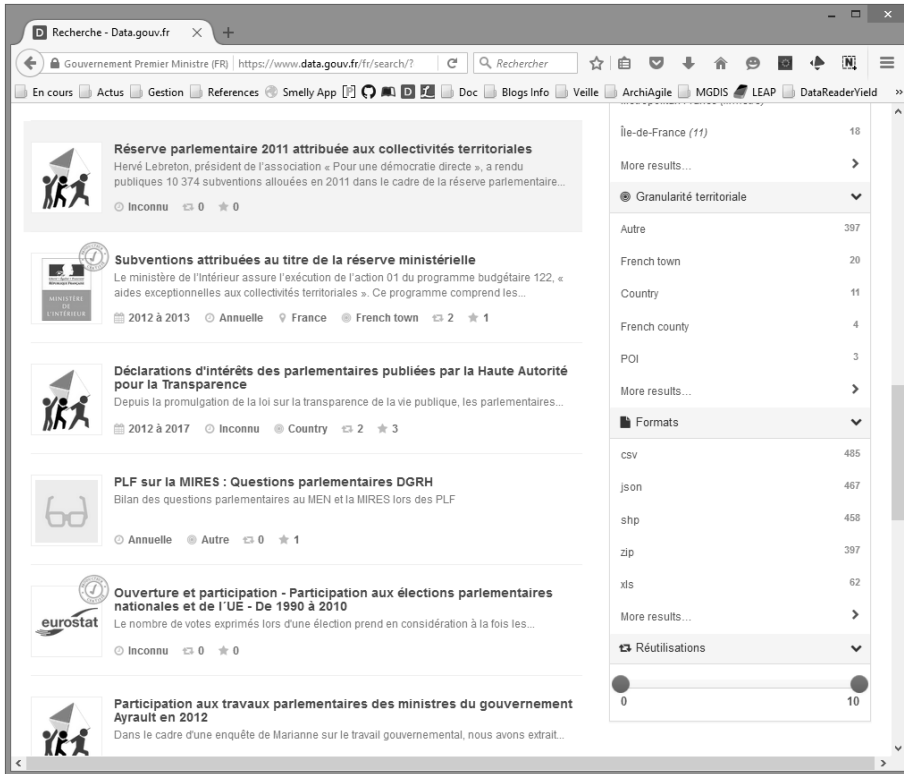 Recherche - Data.gouv.fr
Gouvernement Premier Ministre (FR) https://www.data.gouv.fr/fr/search/? Rechercher
En cours Actus Gestion References Smelly App Doc Blogs Info Veille ArchiAgile MGDIS LEAP DataReaderYield »
Réserve parlementaire 2011 attribuée aux collectivités territoriales
Hervé Lebreton, président de l'association « Pour une démocratie directe », a rendu
publiques 10 374 subventions allouées en 2011 dans le cadre de la réserve parlementaire...
Inconnu 0 0
Subventions attribuées au titre de la réserve ministérielle
Le ministère de l'Intérieur assure l'exécution de l'action 01 du programme budgétaire 122, «
aides exceptionnelles aux collectivités territoriales ». Ce programme comprend les...
MINISTÈRE
DE
L'INTÉRIEUR
2012 à 2013 Annuelle France French town 2 1
Déclarations d'intérêts des parlementaires publiées par la Haute Autorité
pour la Transparence
Depuis la promulgation de la loi sur la transparence de la vie publique, les parlementaires...
2012 à 2017 Inconnu Country 2 3
PLF sur la MIRES : Questions parlementaires DGRH
Bilan des questions parlementaires au MEN et la MIRES lors des PLF
Annuelle Autre 0 1
Ouverture et participation - Participation aux élections parlementaires
nationales et de l'UE - De 1990 à 2010
eurostat
Le nombre de votes exprimés lors d'une élection prend en considération à la fois les...
Inconnu 0 0
Participation aux travaux parlementaires des ministres du gouvernement
Ayrault en 2012
Dans le cadre d'une enquête de Marianne sur le travail gouvernemental, nous avons extrait...
Île-de-France (11) 18
More results...
Granularité territoriale
Autre 397
French town 20
Country 11
French county 4
POI 3
More results...
Formats
csv 485
json 467
shp 458
zip 397
xls 62
More results...
Réutilisations
0 10